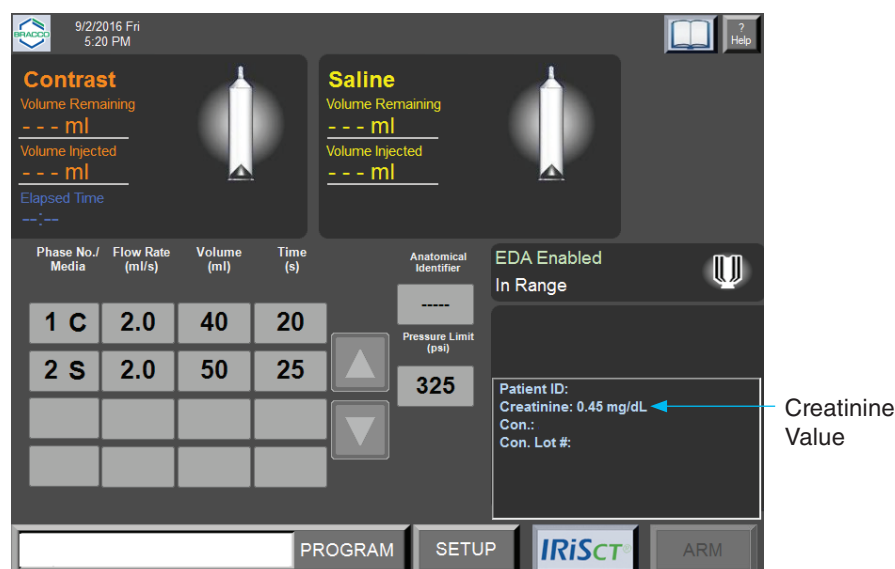 BRACCO
9/2/2016 Fri
5:20 PM
?
Help
Contrast
Volume Remaining
- - - ml
Volume Injected
- - - ml
Elapsed Time
--:--
Saline
Volume Remaining
- - - ml
Volume Injected
- - - ml
Phase No./ Media
Flow Rate (ml/s)
Volume (ml)
Time (s)
1 C 2.0 40 20
2 S 2.0 50 25
Anatomical
Identifier
-----
Pressure Limit
(psi)
325
EDA Enabled
In Range
Patient ID:
Creatinine: 0.45 mg/dL
Con.:
Con. Lot #:
Creatinine
Value
PROGRAM
SETUP
IRiSCT
ARM